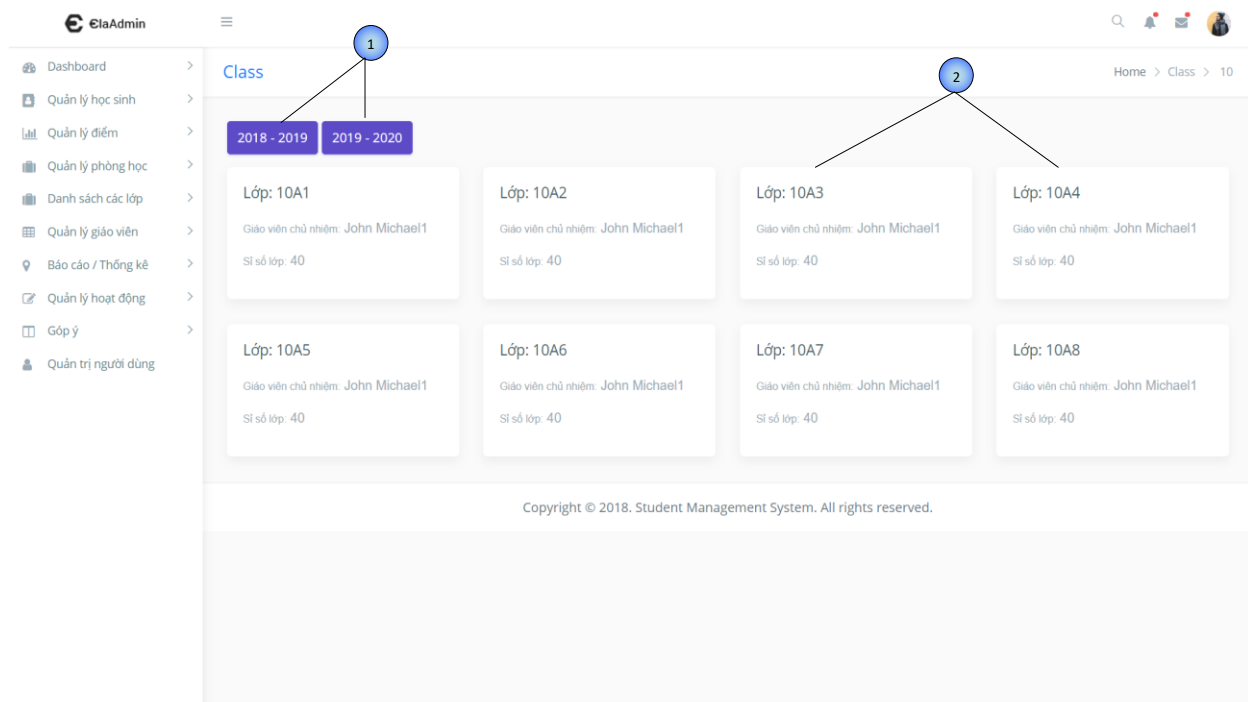 ElaAdmin
1
Dashboard
Class
2
Home > Class > 10
Quản lý học sinh
Quản lý điểm
2018 - 2019
2019 - 2020
Quản lý phòng học
Danh sách các lớp
Quản lý giáo viên
Báo cáo / Thống kê
Quản lý hoạt động
Góp ý
Quản trị người dùng
Lớp: 10A1
Giáo viên chủ nhiệm: John Michael1
Sĩ số lớp: 40
Lớp: 10A2
Giáo viên chủ nhiệm: John Michael1
Sĩ số lớp: 40
Lớp: 10A3
Giáo viên chủ nhiệm: John Michael1
Sĩ số lớp: 40
Lớp: 10A4
Giáo viên chủ nhiệm: John Michael1
Sĩ số lớp: 40
Lớp: 10A5
Giáo viên chủ nhiệm: John Michael1
Sĩ số lớp: 40
Lớp: 10A6
Giáo viên chủ nhiệm: John Michael1
Sĩ số lớp: 40
Lớp: 10A7
Giáo viên chủ nhiệm: John Michael1
Sĩ số lớp: 40
Lớp: 10A8
Giáo viên chủ nhiệm: John Michael1
Sĩ số lớp: 40
Copyright © 2018. Student Management System. All rights reserved.